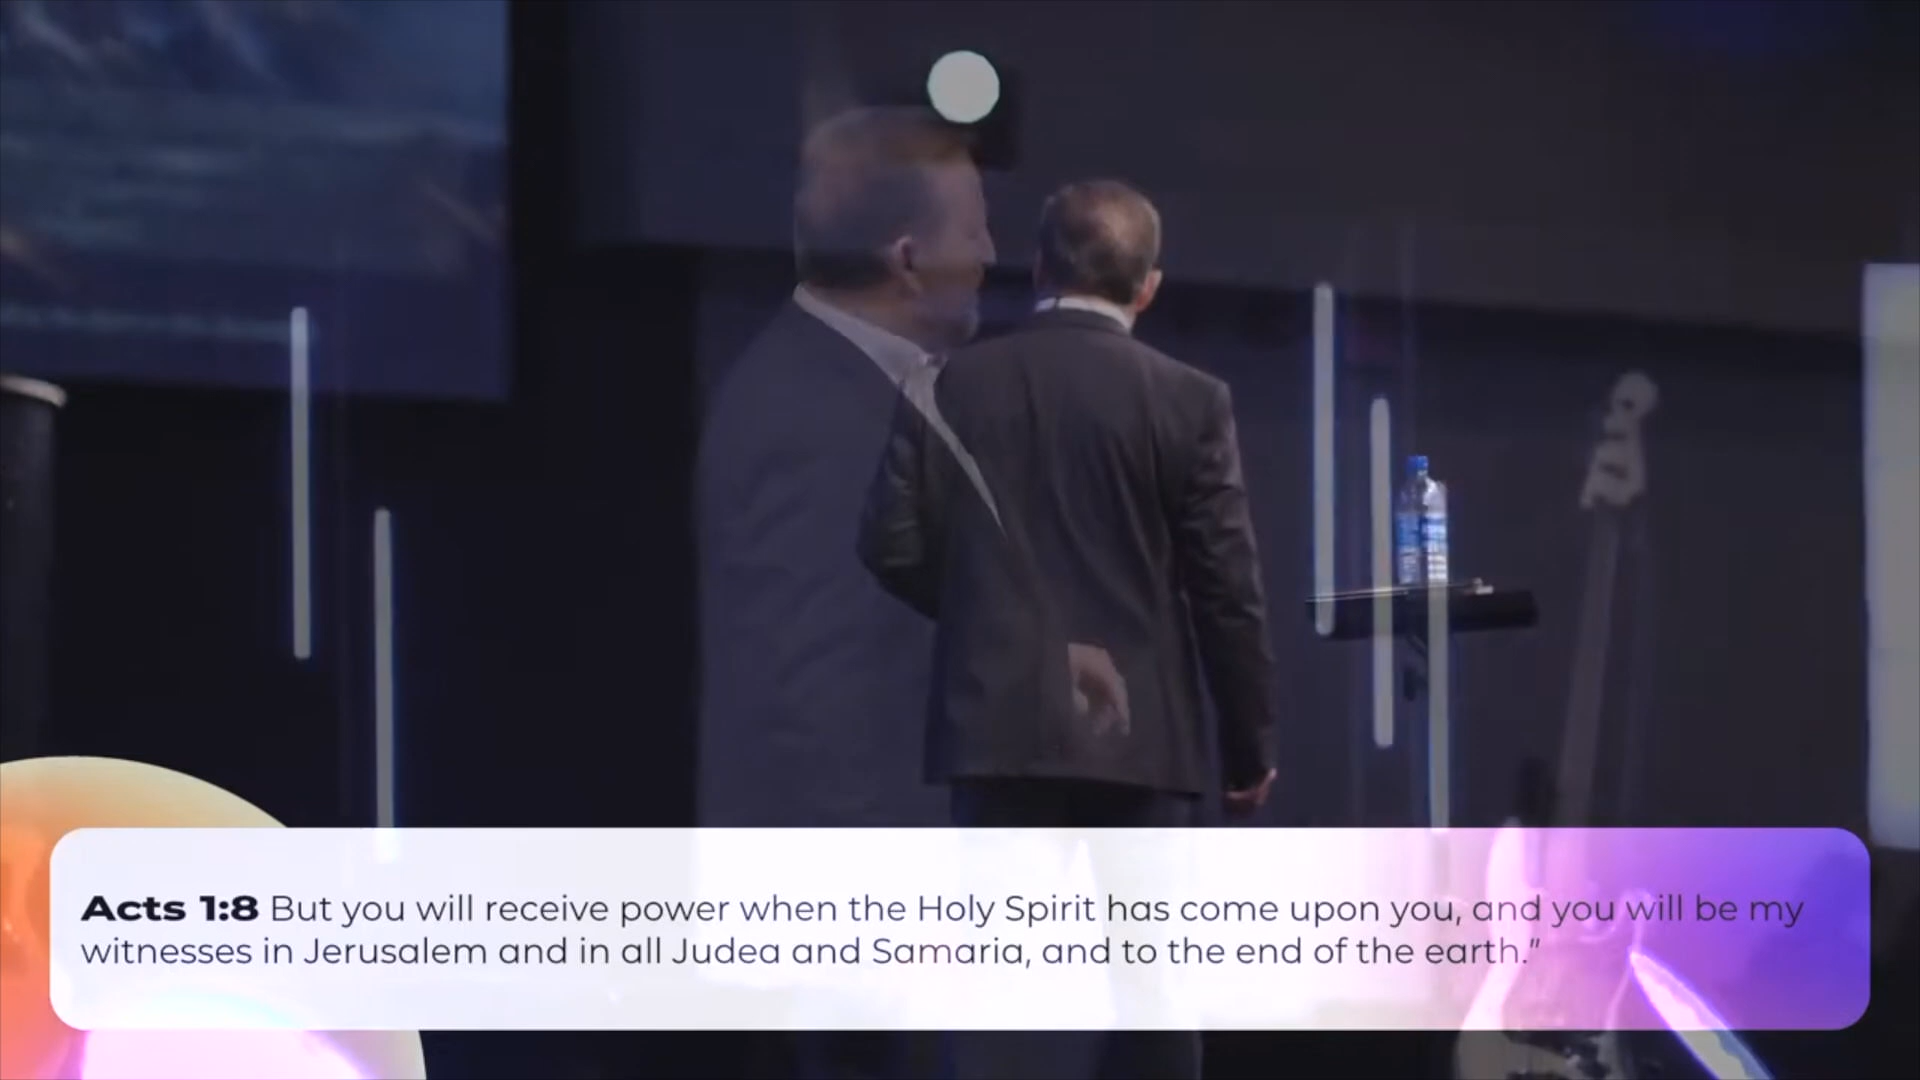 Acts 1:8 But you will receive power when the Holy Spirit has come upon you, and you will be my
witnesses in Jerusalem and in all Judea and Samaria, and to the end of the earth.”